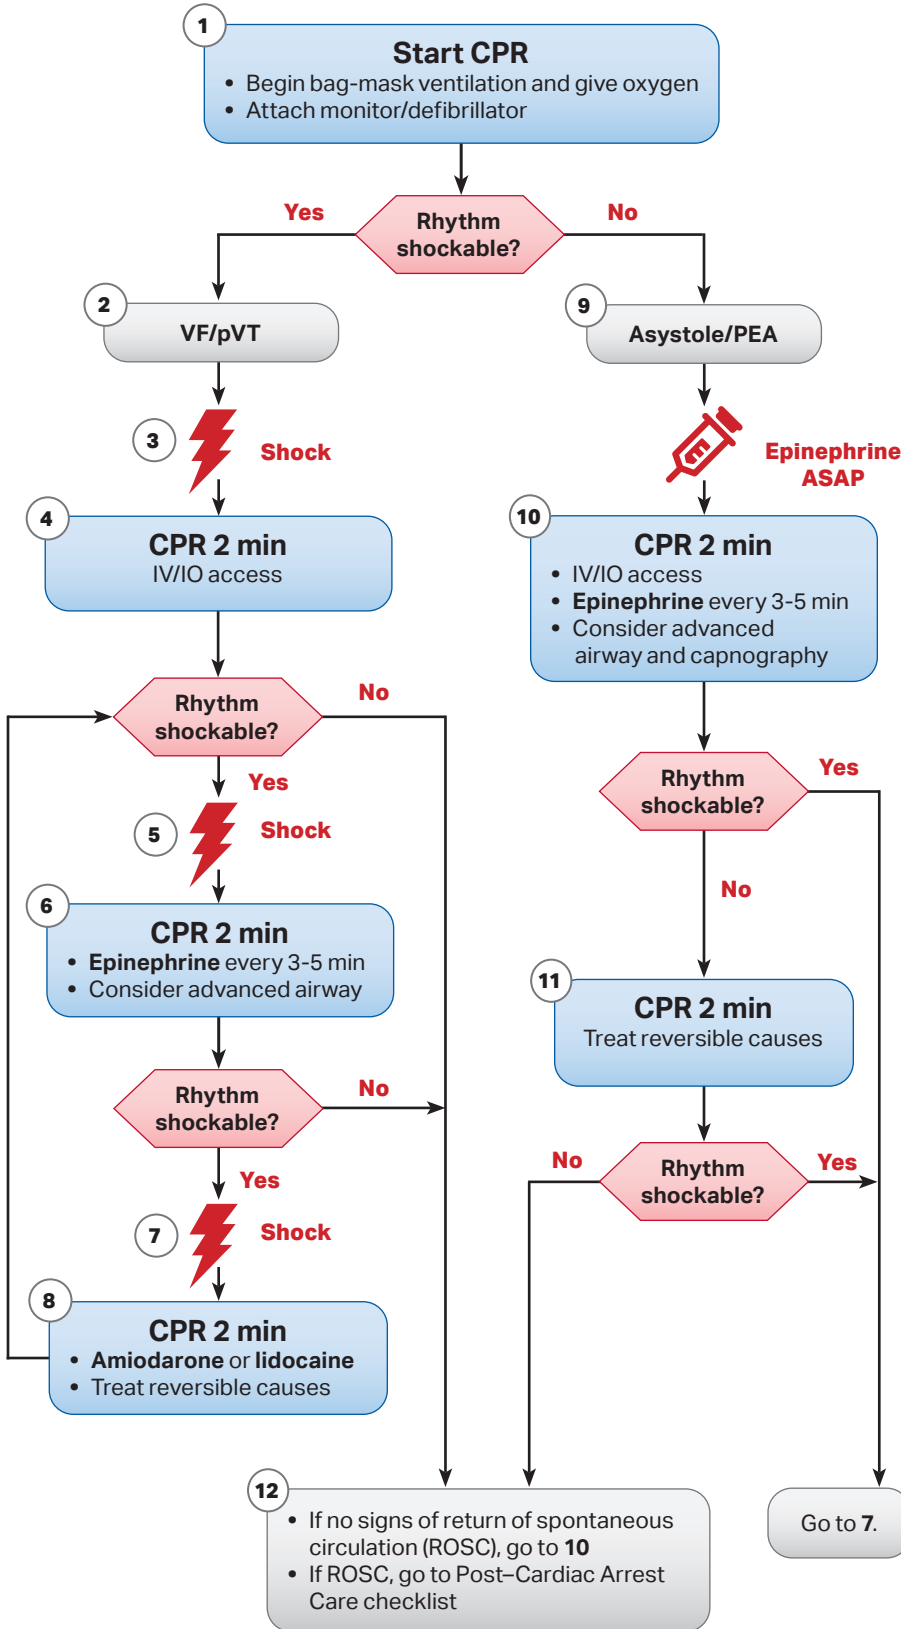 1
Start CPR
• Begin bag-mask ventilation and give oxygen
• Attach monitor/defibrillator
Rhythm
shockable?
Yes
No
2
VF/pVT
3
Shock
4
CPR 2 min
IV/IO access
Rhythm
shockable?
No
Yes
5
Shock
6
CPR 2 min
• Epinephrine every 3-5 min
• Consider advanced airway
Rhythm
shockable?
No
Yes
7
Shock
8
CPR 2 min
• Amiodarone or lidocaine
• Treat reversible causes
9
Asystole/PEA
Epinephrine
ASAP
10
CPR 2 min
• IV/IO access
• Epinephrine every 3-5 min
• Consider advanced
airway and capnography
Rhythm
shockable?
Yes
No
11
CPR 2 min
Treat reversible causes
Rhythm
shockable?
No
Yes
12
• If no signs of return of spontaneous
circulation (ROSC), go to 10
• If ROSC, go to Post–Cardiac Arrest
Care checklist
Go to 7.